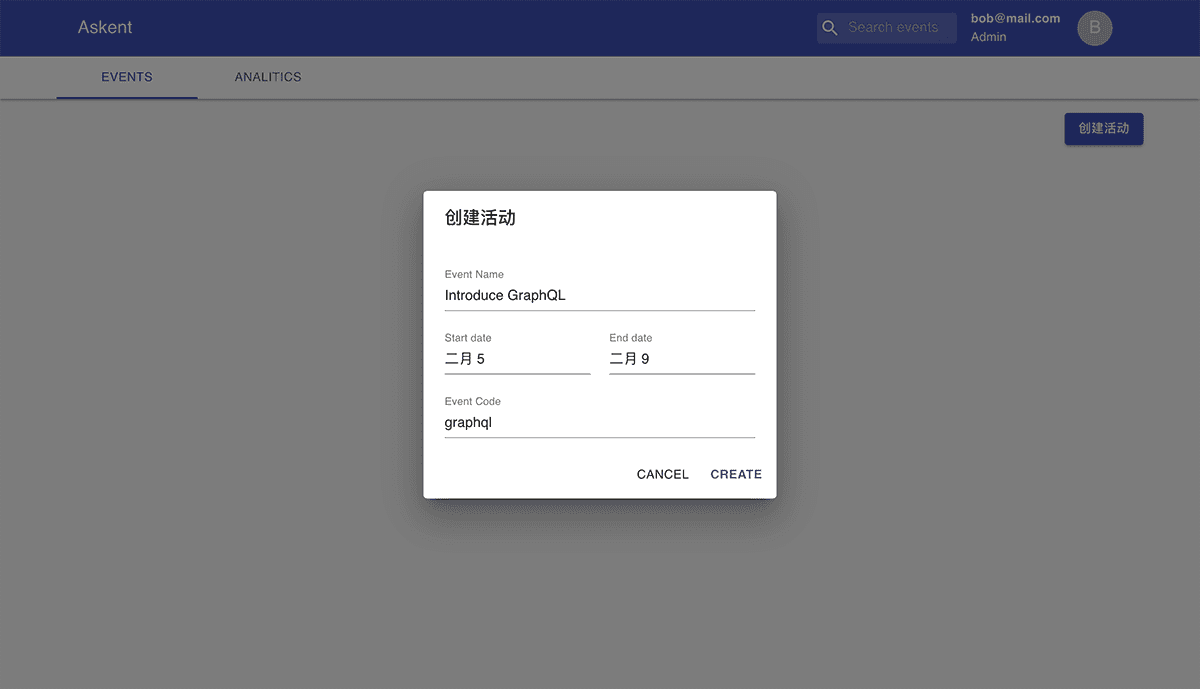 Askent
Search events
bob@mail.com
Admin
B
EVENTS
ANALITICS
创建活动
创建活动
Event Name
Introduce GraphQL
Start date
End date
二月 5
二月 9
Event Code
graphql
CANCEL
CREATE